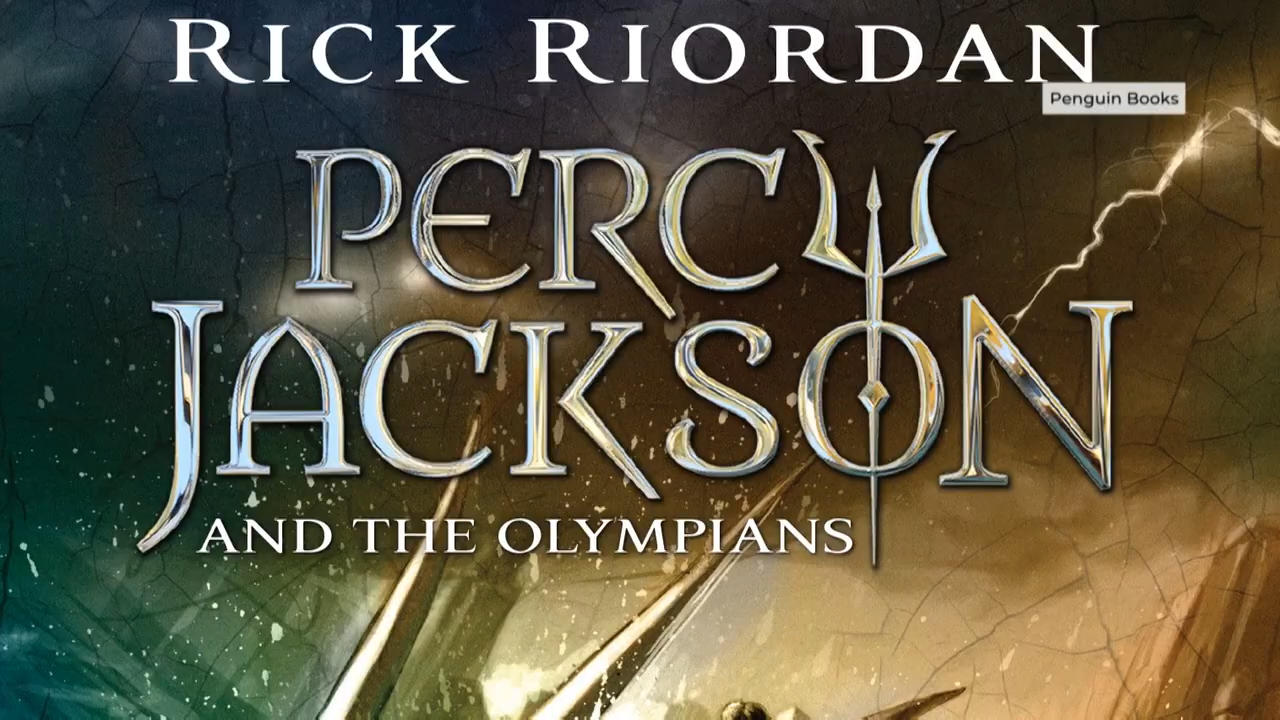 RICK RIORDAN
Penguin Books
PERCY
JACKSON
AND THE OLYMPIANS